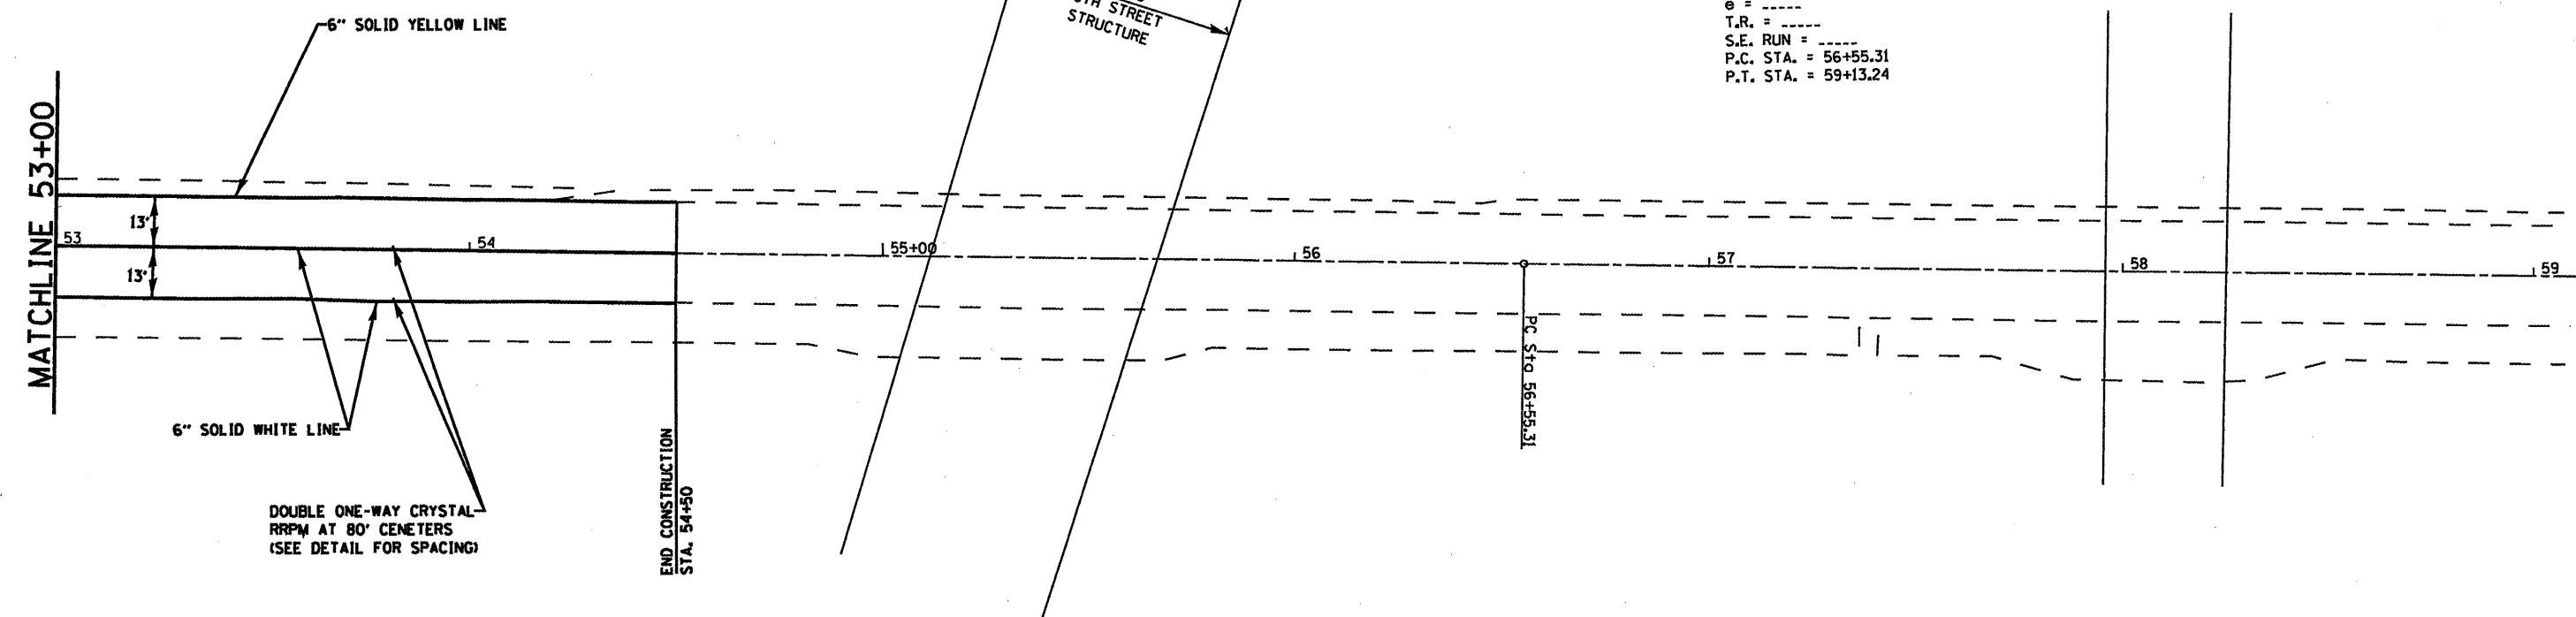 6" SOLID YELLOW LINE
STREET
STRUCTURE
e = -----
T.R. = -----
S.E. RUN = -----
P.C. STA. = 56+55.31
P.T. STA. = 59+13.24
MATCHLINE 53+00
13'
13'
53
54
55+00
56
57
58
59
6" SOLID WHITE LINE
DOUBLE ONE-WAY CRYSTAL
RRPM AT 80' CENETERS
(SEE DETAIL FOR SPACING)
END CONSTRUCTION
STA. 54+50
PC Sta 56+55.31